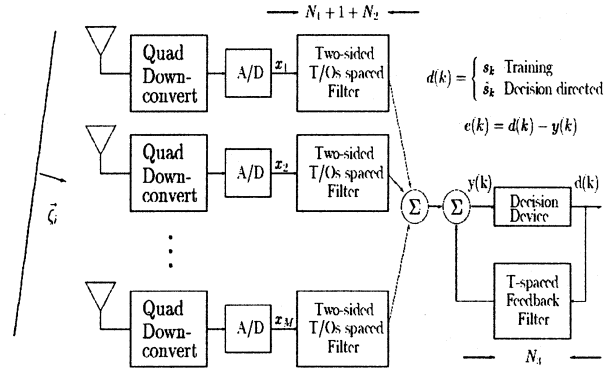 N₁ + 1 + N₂
Quad
Down-
convert
A/D
x₁
Two-sided
T/Os spaced
Filter
d(k) = { sₖ Training
ŝₖ Decision directed
e(k) = d(k) − y(k)
Quad
Down-
convert
A/D
x₂
Two-sided
T/Os spaced
Filter
Σ
Σ
y(k)
Decision
Device
d(k)
ζ⃗ᵢ
T-spaced
Feedback
Filter
N₃
Quad
Down-
convert
A/D
x_M
Two-sided
T/Os spaced
Filter